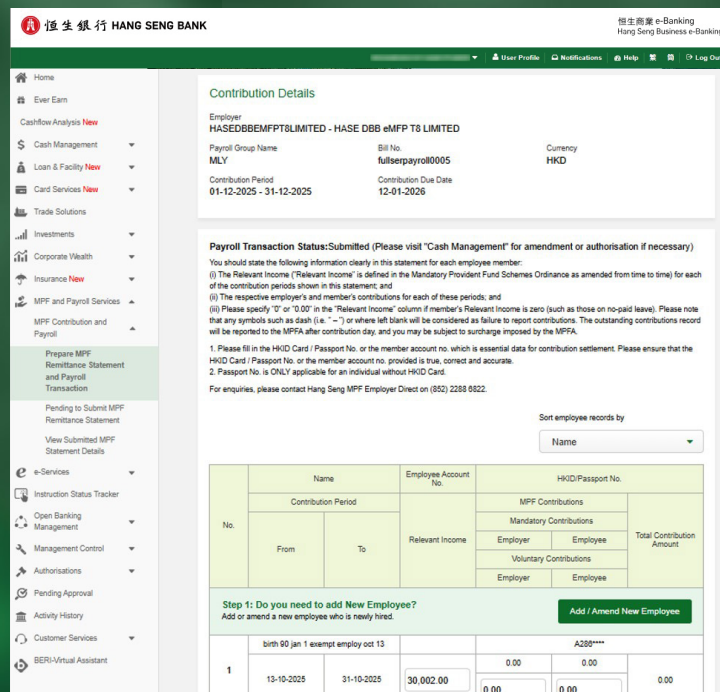 恒生銀行 HANG SENG BANK
恒生商業 e-Banking
Hang Seng Business e-Banking
User Profile
Notifications
Help
繁
簡
Log Out
Home
Ever Earn
Cashflow Analysis New
Cash Management
Loan & Facility New
Card Services New
Trade Solutions
Investments
Corporate Wealth
Insurance New
MPF and Payroll Services
MPF Contribution and
Payroll
Prepare MPF
Remittance Statement
and Payroll
Transaction
Pending to Submit MPF
Remittance Statement
View Submitted MPF
Statement Details
e-Services
Instruction Status Tracker
Open Banking
Management
Management Control
Authorisations
Pending Approval
Activity History
Customer Services
BERI-Virtual Assistant
Contribution Details
Employer
HASEDBBEMFPT8LIMITED - HASE DBB eMFP T8 LIMITED
Payroll Group Name
Bill No.
Currency
MLY
fullserpayroll0005
HKD
Contribution Period
Contribution Due Date
01-12-2025 - 31-12-2025
12-01-2026
Payroll Transaction Status:Submitted (Please visit "Cash Management" for amendment or authorisation if necessary)
You should state the following information clearly in this statement for each employee member:
(i) The Relevant Income ("Relevant Income" is defined in the Mandatory Provident Fund Schemes Ordinance as amended from time to time) for each
of the contribution periods shown in this statement; and
(ii) The respective employer's and member's contributions for each of these periods; and
(iii) Please specify "0" or "0.00" in the "Relevant Income" column if member's Relevant Income is zero (such as those on no-paid leave). Please note
that any symbols such as dash (i.e. " – ") or where left blank will be considered as failure to report contributions. The outstanding contributions record
will be reported to the MPFA after contribution day, and you may be subject to surcharge imposed by the MPFA.
1. Please fill in the HKID Card / Passport No. or the member account no. which is essential data for contribution settlement. Please ensure that the
HKID Card / Passport No. or the member account no. provided is true, correct and accurate.
2. Passport No. is ONLY applicable for an individual without HKID Card.
For enquiries, please contact Hang Seng MPF Employer Direct on (852) 2288 6822.
Sort employee records by
Name
No.
Name
Employee Account
No.
HKID/Passport No.
Contribution Period
MPF Contributions
From
To
Relevant Income
Mandatory Contributions
Employer
Employee
Voluntary Contributions
Employer
Employee
Total Contribution
Amount
Step 1: Do you need to add New Employee?
Add or amend a new employee who is newly hired.
Add / Amend New Employee
birth 90 jan 1 exempt employ oct 13
A286****
1
13-10-2025
31-10-2025
30,002.00
0.00
0.00
0.00
0.00
0.00